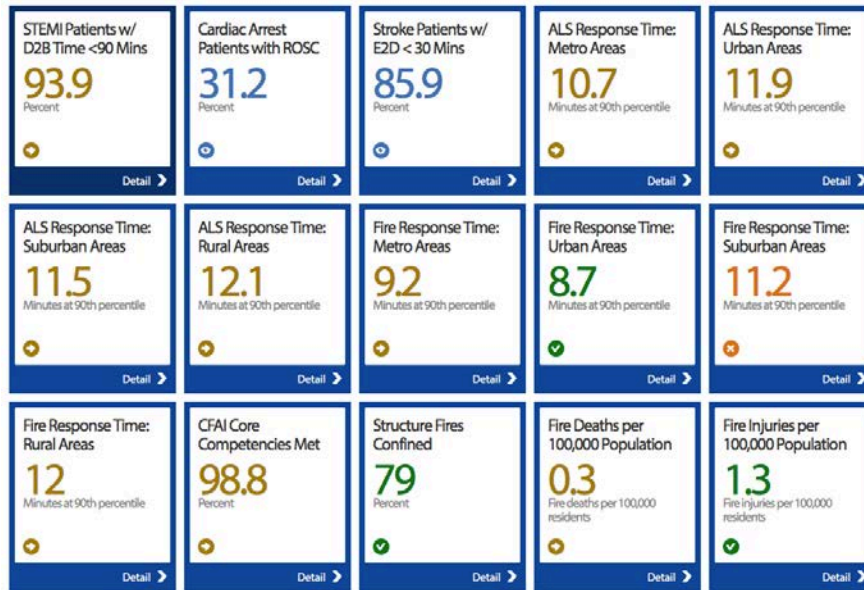 STEMI Patients w/
D2B Time <90 Mins
93.9
Percent
Detail
Cardiac Arrest
Patients with ROSC
31.2
Percent
Detail
Stroke Patients w/
E2D < 30 Mins
85.9
Percent
Detail
ALS Response Time:
Metro Areas
10.7
Minutes at 90th percentile
Detail
ALS Response Time:
Urban Areas
11.9
Minutes at 90th percentile
Detail
ALS Response Time:
Suburban Areas
11.5
Minutes at 90th percentile
Detail
ALS Response Time:
Rural Areas
12.1
Minutes at 90th percentile
Detail
Fire Response Time:
Metro Areas
9.2
Minutes at 90th percentile
Detail
Fire Response Time:
Urban Areas
8.7
Minutes at 90th percentile
Detail
Fire Response Time:
Suburban Areas
11.2
Minutes at 90th percentile
Detail
Fire Response Time:
Rural Areas
12
Minutes at 90th percentile
Detail
CFAI Core
Competencies Met
98.8
Percent
Detail
Structure Fires
Confined
79
Percent
Detail
Fire Deaths per
100,000 Population
0.3
Fire deaths per 100,000
residents
Detail
Fire Injuries per
100,000 Population
1.3
Fire injuries per 100,000
residents
Detail